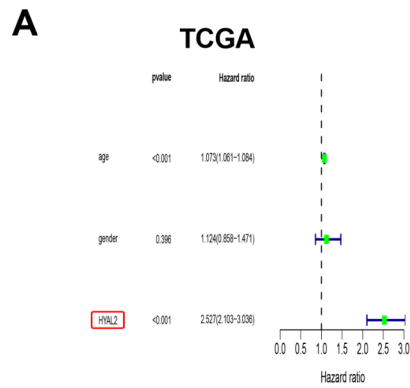 A
TCGA
pvalue Hazard ratio
age <0.001 1.073(1.061−1.084)
gender 0.396 1.124(0.858−1.471)
HYAL2 <0.001 2.527(2.103−3.036)
0.0 0.5 1.0 1.5 2.0 2.5 3.0
Hazard ratio